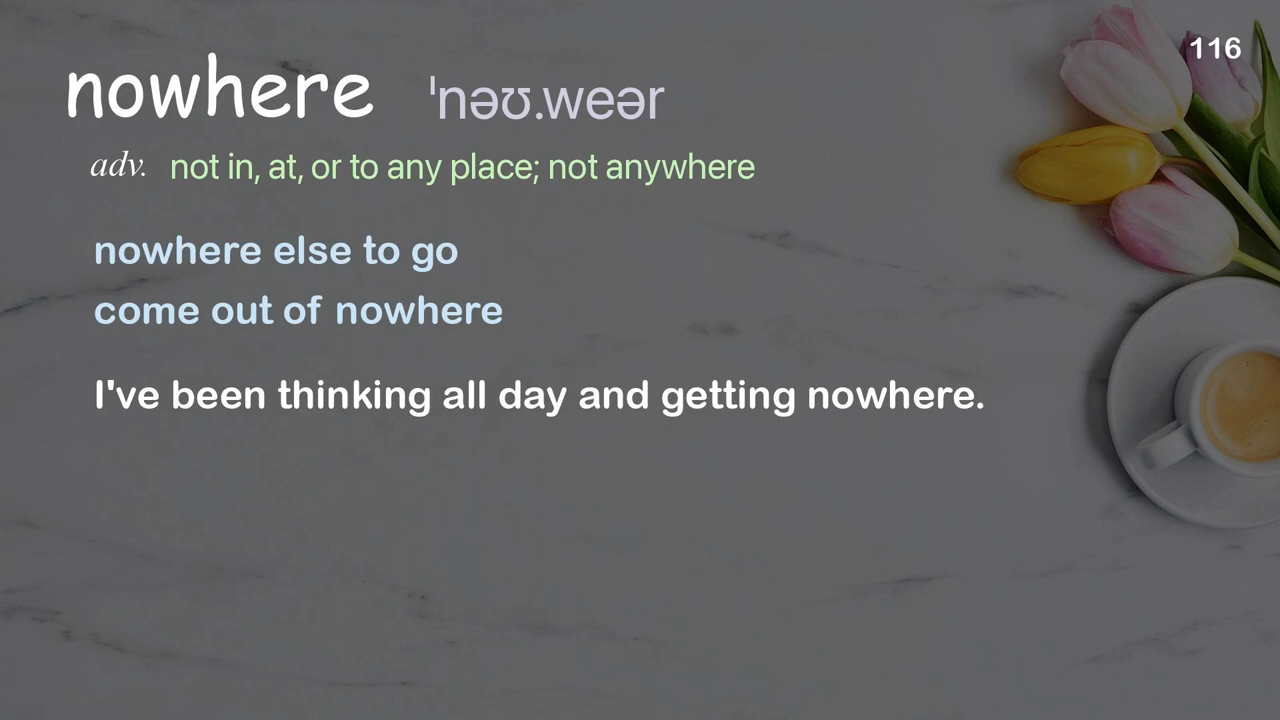 116
nowhere ˈnəʊ.weər
adv. not in, at, or to any place; not anywhere
nowhere else to go
come out of nowhere
I've been thinking all day and getting nowhere.